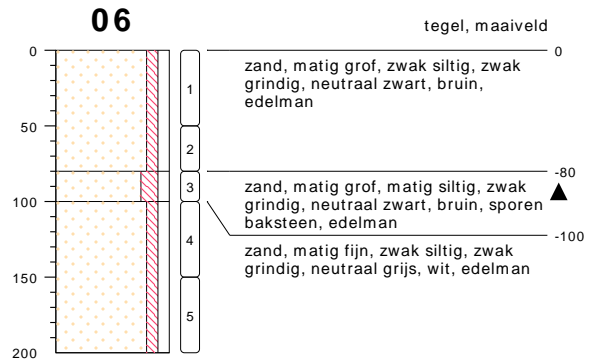 06
tegel, maaiveld
0
0
zand, matig grof, zwak siltig, zwak
grindig, neutraal zwart, bruin,
edelman
1
50
2
-80
zand, matig grof, matig siltig, zwak
grindig, neutraal zwart, bruin, sporen
baksteen, edelman
3
100
-100
zand, matig fijn, zwak siltig, zwak
grindig, neutraal grijs, wit, edelman
4
150
5
200